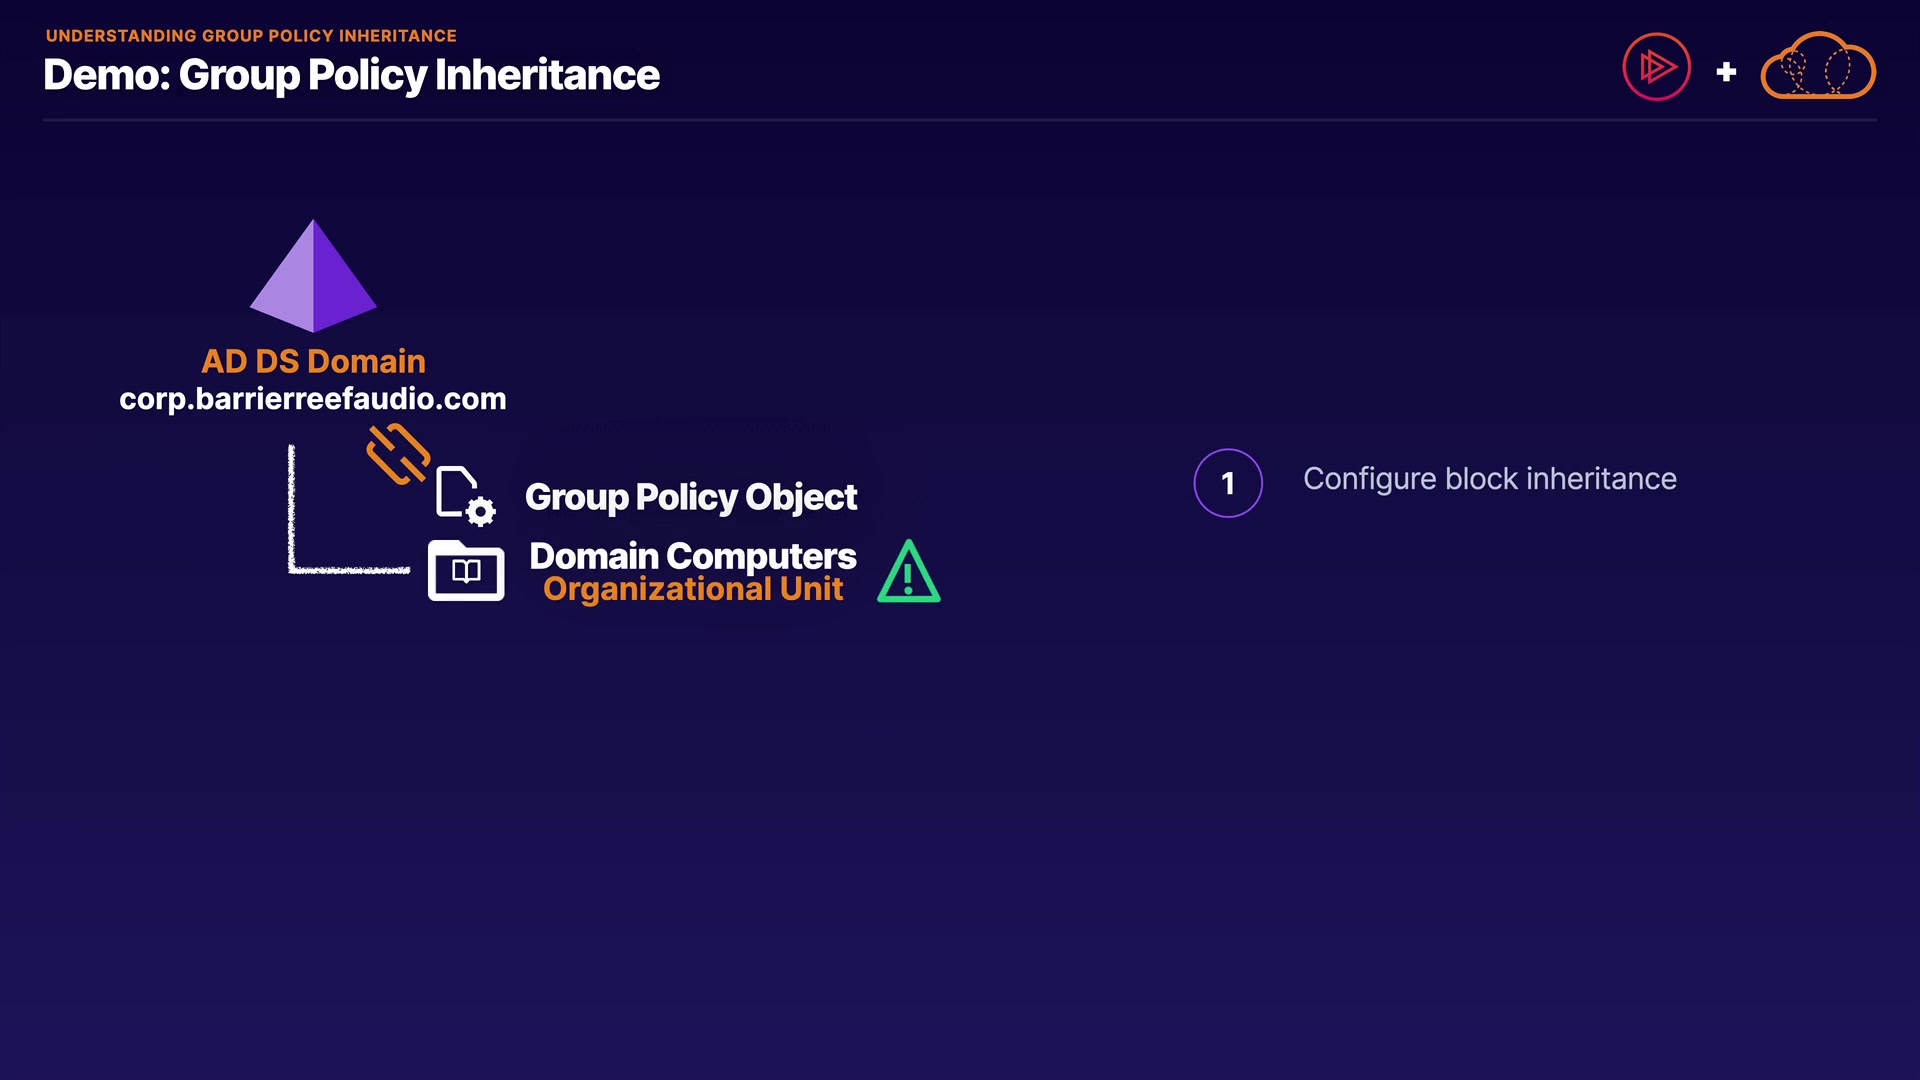 UNDERSTANDING GROUP POLICY INHERITANCE
Demo: Group Policy Inheritance
AD DS Domain
corp.barrierreefaudio.com
Group Policy Object
Domain Computers
Organizational Unit
1
Configure block inheritance